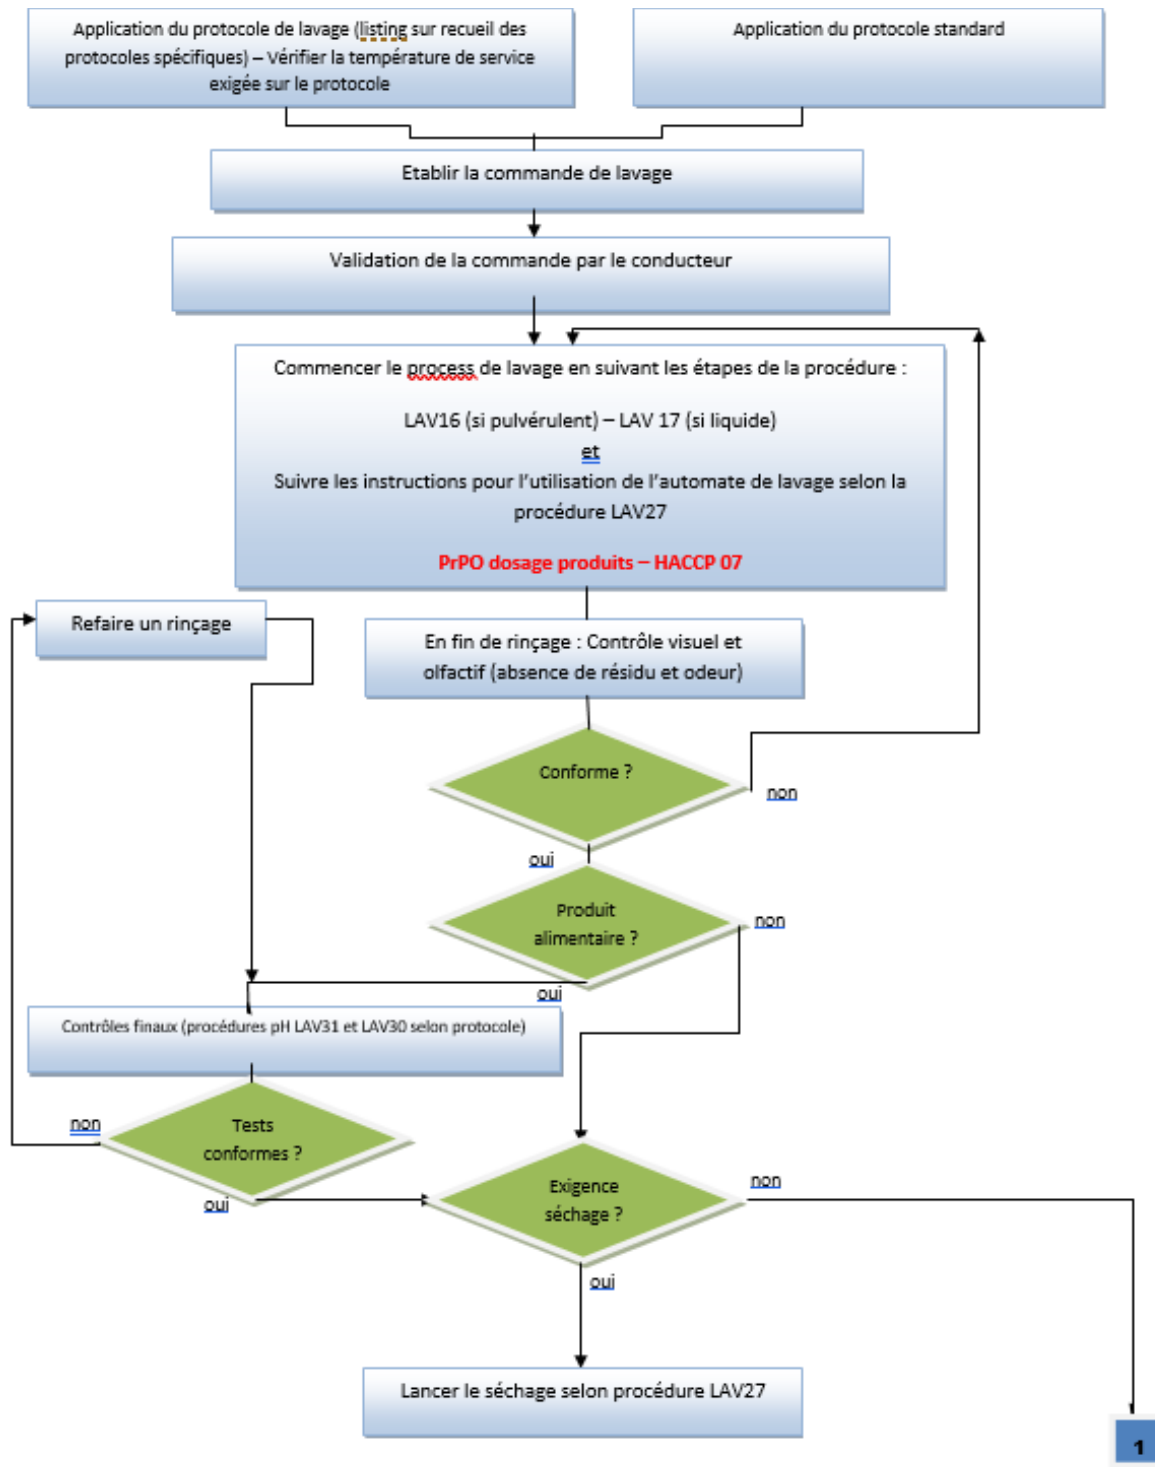 Application du protocole de lavage (listing sur recueil des
protocoles spécifiques) – Vérifier la température de service
exigée sur le protocole
Application du protocole standard
Etablir la commande de lavage
Validation de la commande par le conducteur
Commencer le process de lavage en suivant les étapes de la procédure :
LAV16 (si pulvérulent) – LAV 17 (si liquide)
et
Suivre les instructions pour l'utilisation de l'automate de lavage selon la
procédure LAV27
PrPO dosage produits – HACCP 07
Refaire un rinçage
En fin de rinçage : Contrôle visuel et
olfactif (absence de résidu et odeur)
Conforme ?
non
oui
Produit
alimentaire ?
non
oui
Contrôles finaux (procédures pH LAV31 et LAV30 selon protocole)
non
Tests
conformes ?
oui
Exigence
séchage ?
non
oui
Lancer le séchage selon procédure LAV27
1